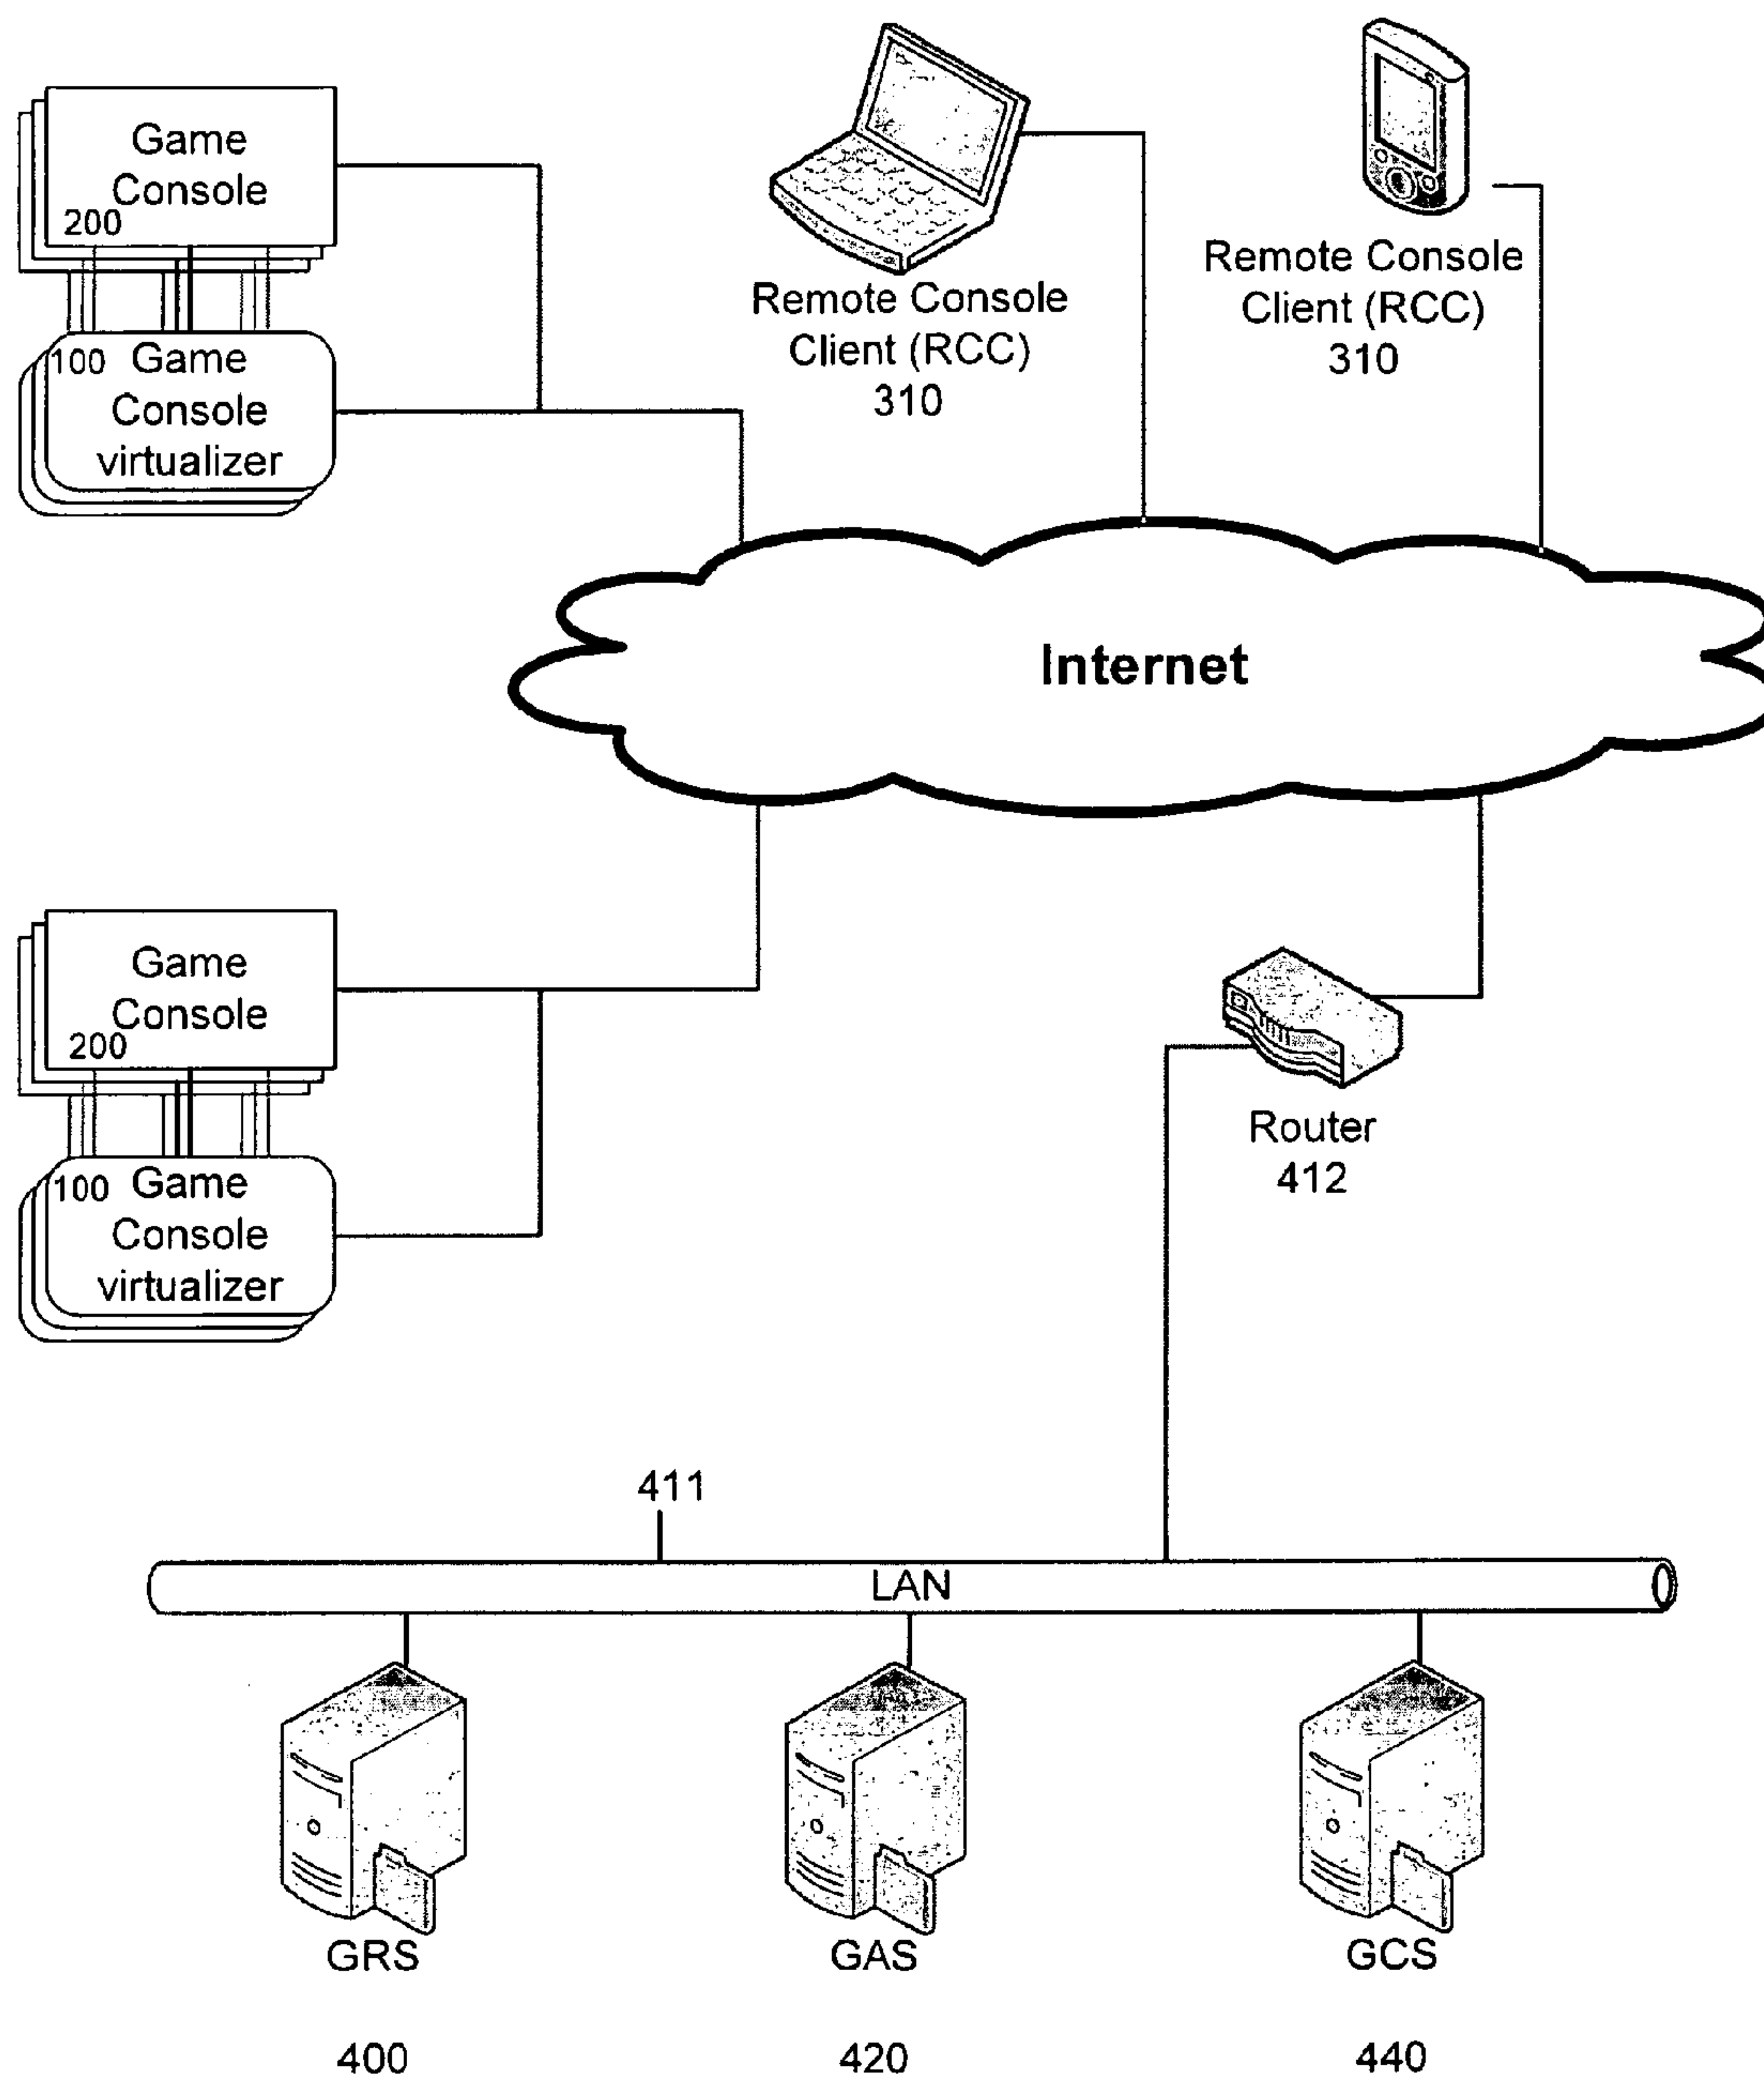 Game
Console
200
100 Game
Console
virtualizer
Remote Console
Client (RCC)
310
Remote Console
Client (RCC)
310
Internet
Game
Console
200
100 Game
Console
virtualizer
Router
412
411
LAN
GRS
GAS
GCS
400
420
440